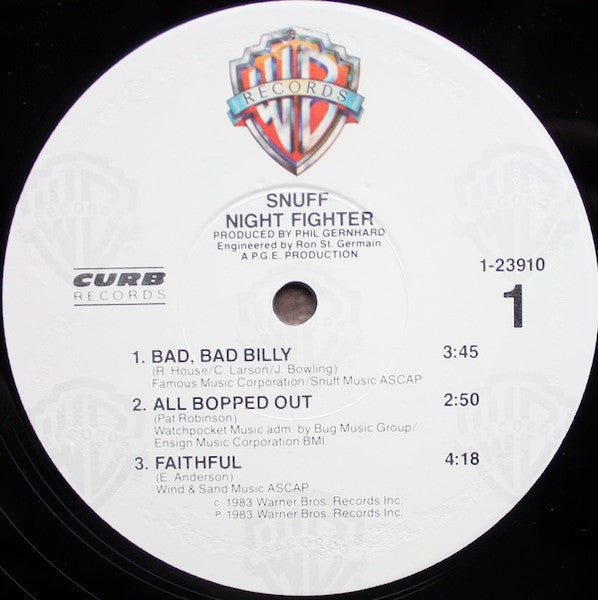 WB
RECORDS
SNUFF
NIGHT FIGHTER
PRODUCED BY PHIL GERNHARD
Engineered by Ron St. Germain
A P.G.E. PRODUCTION
CURB
RECORDS
1-23910
1
1. BAD, BAD BILLY 3:45
(R. House/C. Larson/J. Bowling)
Famous Music Corporation/Snuff Music ASCAP
2. ALL BOPPED OUT 2:50
(Pat Robinson)
Watchpocket Music adm. by Bug Music Group/
Ensign Music Corporation BMI
3. FAITHFUL 4:18
(E. Anderson)
Wind & Sand Music ASCAP
© 1983 Warner Bros. Records Inc.
℗ 1983 Warner Bros. Records Inc.